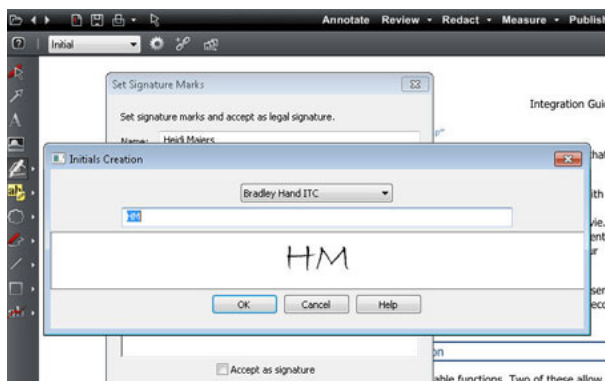 Annotate Review Redact Measure Publish
Initial
Set Signature Marks
Integration Gui
Set signature marks and accept as legal signature.
Name: Heidi Maiers
Initials Creation
Bradley Hand ITC
HM
HM
OK Cancel Help
Accept as signature
able functions. Two of these allow